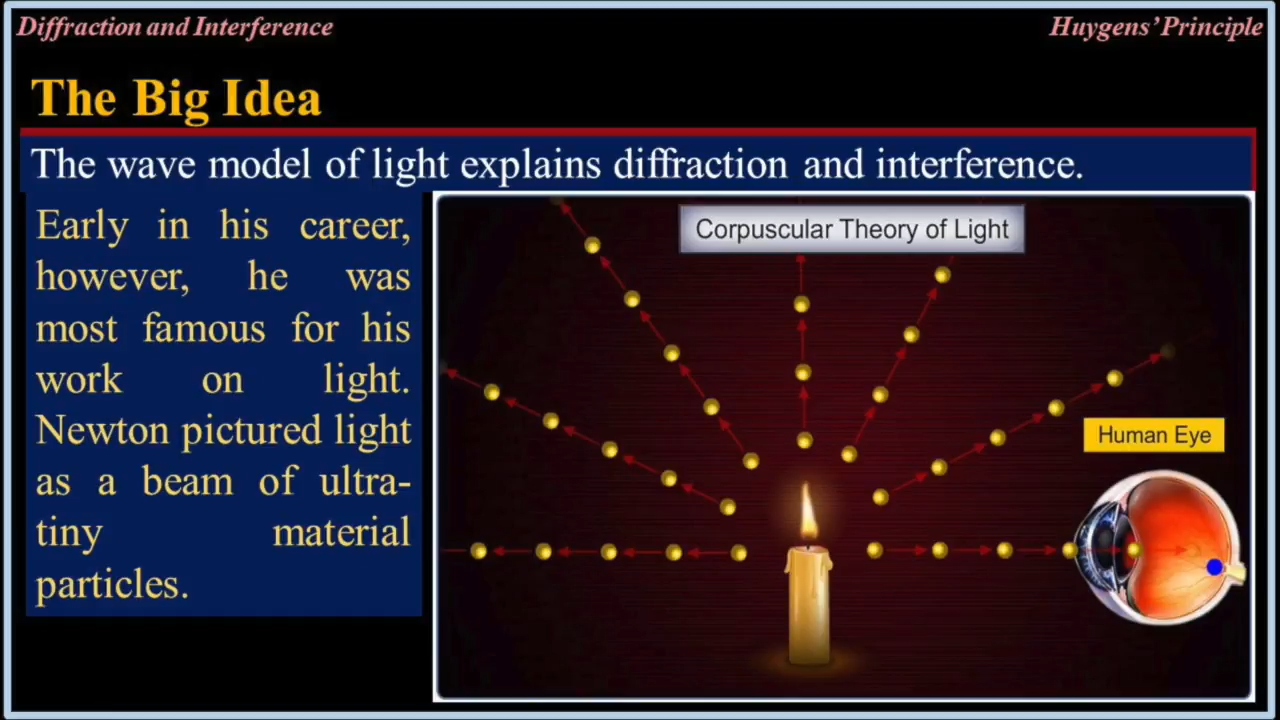 Diffraction and Interference
Huygens’ Principle
The Big Idea
The wave model of light explains diffraction and interference.
Early in his career,
however, he was
most famous for his
work on light.
Newton pictured light
as a beam of ultra-
tiny material
particles.
Corpuscular Theory of Light
Human Eye